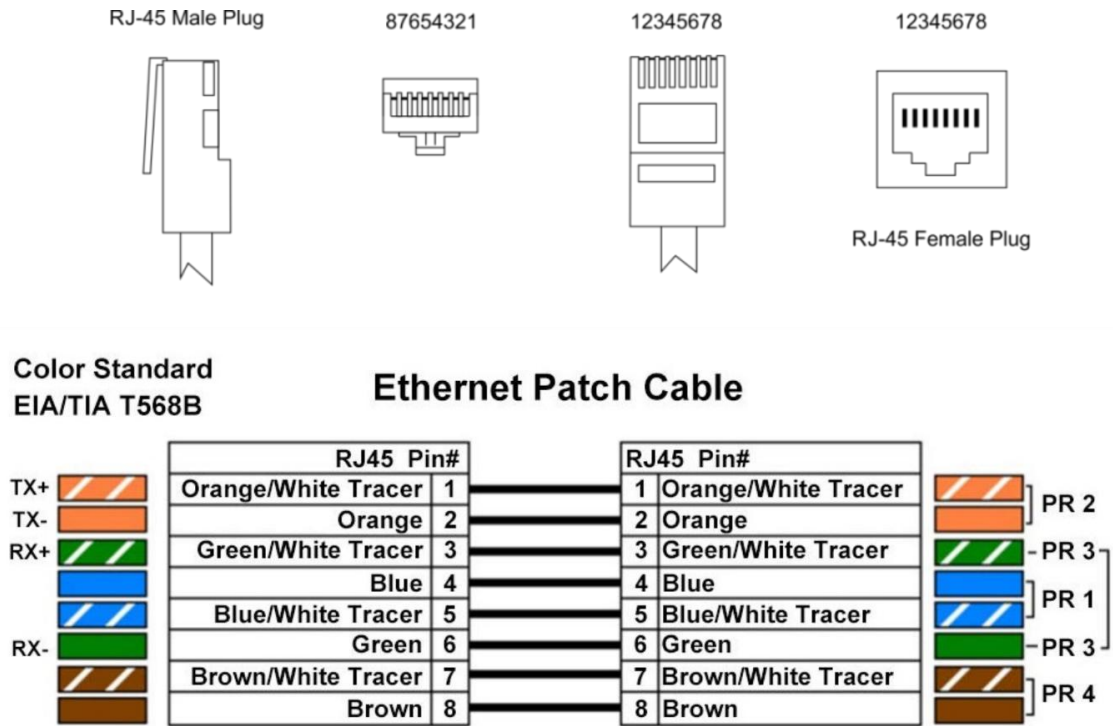 RJ-45 Male Plug
87654321
12345678
12345678
RJ-45 Female Plug
Color Standard
EIA/TIA T568B
Ethernet Patch Cable
RJ45 Pin# RJ45 Pin#
TX+ Orange/White Tracer 1 1 Orange/White Tracer
PR 2
TX- Orange 2 2 Orange
RX+ Green/White Tracer 3 3 Green/White Tracer PR 3
Blue 4 4 Blue
PR 1
Blue/White Tracer 5 5 Blue/White Tracer
RX- Green 6 6 Green PR 3
Brown/White Tracer 7 7 Brown/White Tracer
PR 4
Brown 8 8 Brown